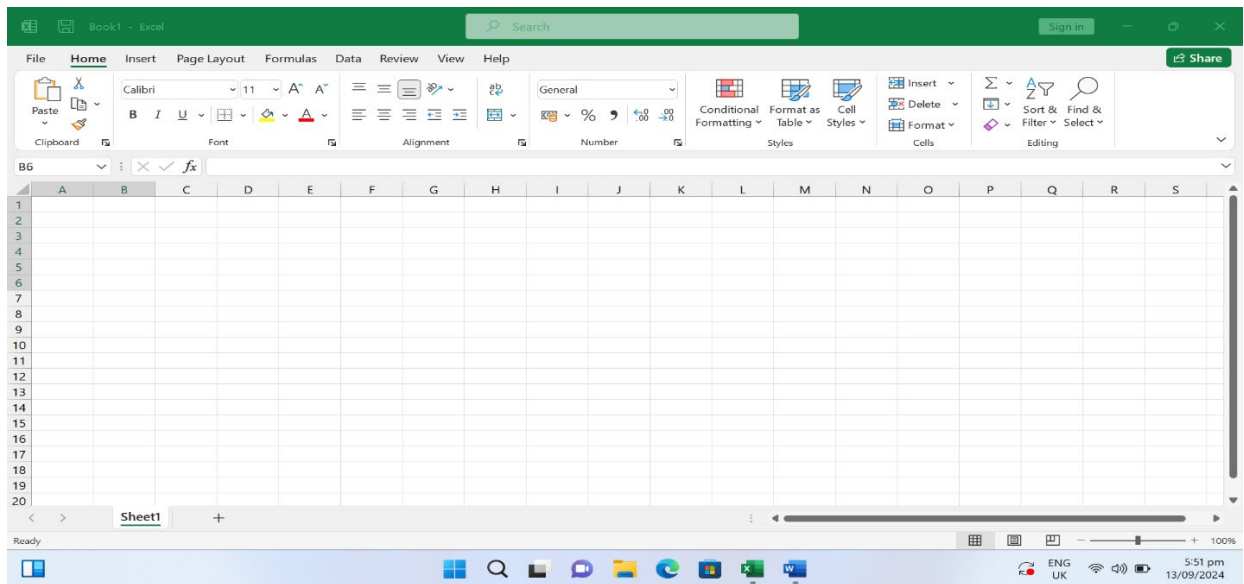 Book1 - Excel Search Sign in
File Home Insert Page Layout Formulas Data Review View Help Share
Calibri 11 A^ A˅ ab General Insert
Paste Conditional Format as Cell Delete Sort & Find &
B I U A % 9 Formatting Table Styles Format Filter Select
Clipboard Font Alignment Number Styles Cells Editing
B6 fx
A B C D E F G H I J K L M N O P Q R S
1
2
3
4
5
6
7
8
9
10
11
12
13
14
15
16
17
18
19
20
Sheet1
Ready 100%
ENG 5:51 pm
UK 13/09/2024